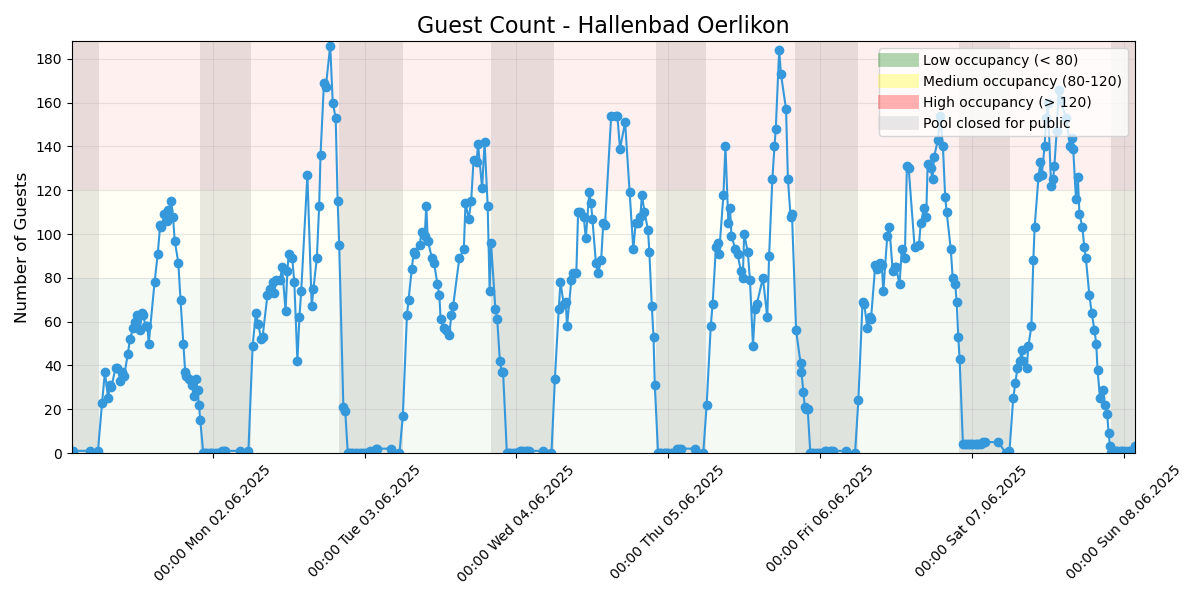 Guest Count - Hallenbad Oerlikon
Number of Guests
180
160
140
120
100
80
60
40
20
0
Low occupancy (< 80)
Medium occupancy (80-120)
High occupancy (> 120)
Pool closed for public
00:00 Mon 02.06.2025
00:00 Tue 03.06.2025
00:00 Wed 04.06.2025
00:00 Thu 05.06.2025
00:00 Fri 06.06.2025
00:00 Sat 07.06.2025
00:00 Sun 08.06.2025